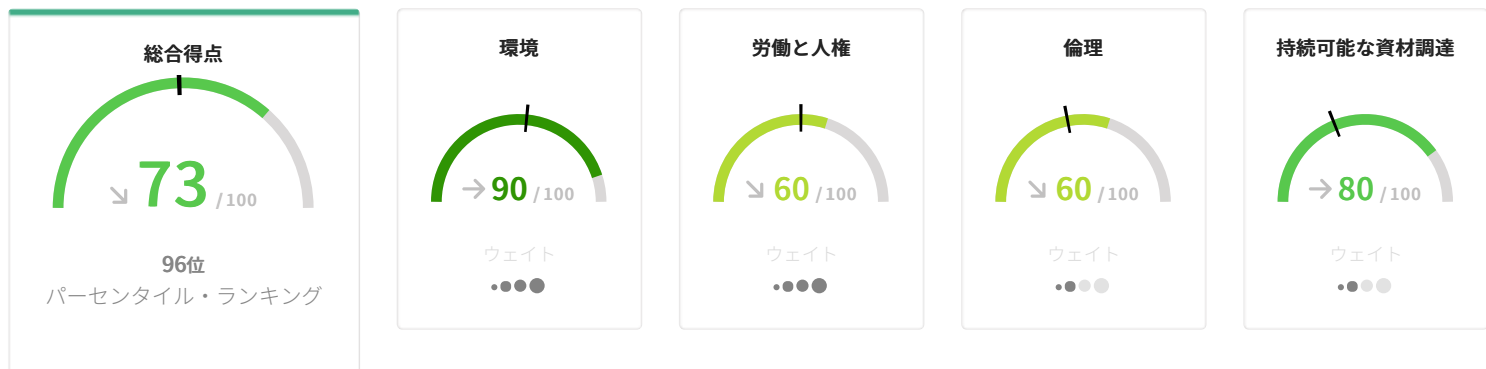 総合得点
73 /100
96位
パーセンタイル・ランキング
環境
90 /100
ウェイト
労働と人権
60 /100
ウェイト
倫理
60 /100
ウェイト
持続可能な資材調達
80 /100
ウェイト